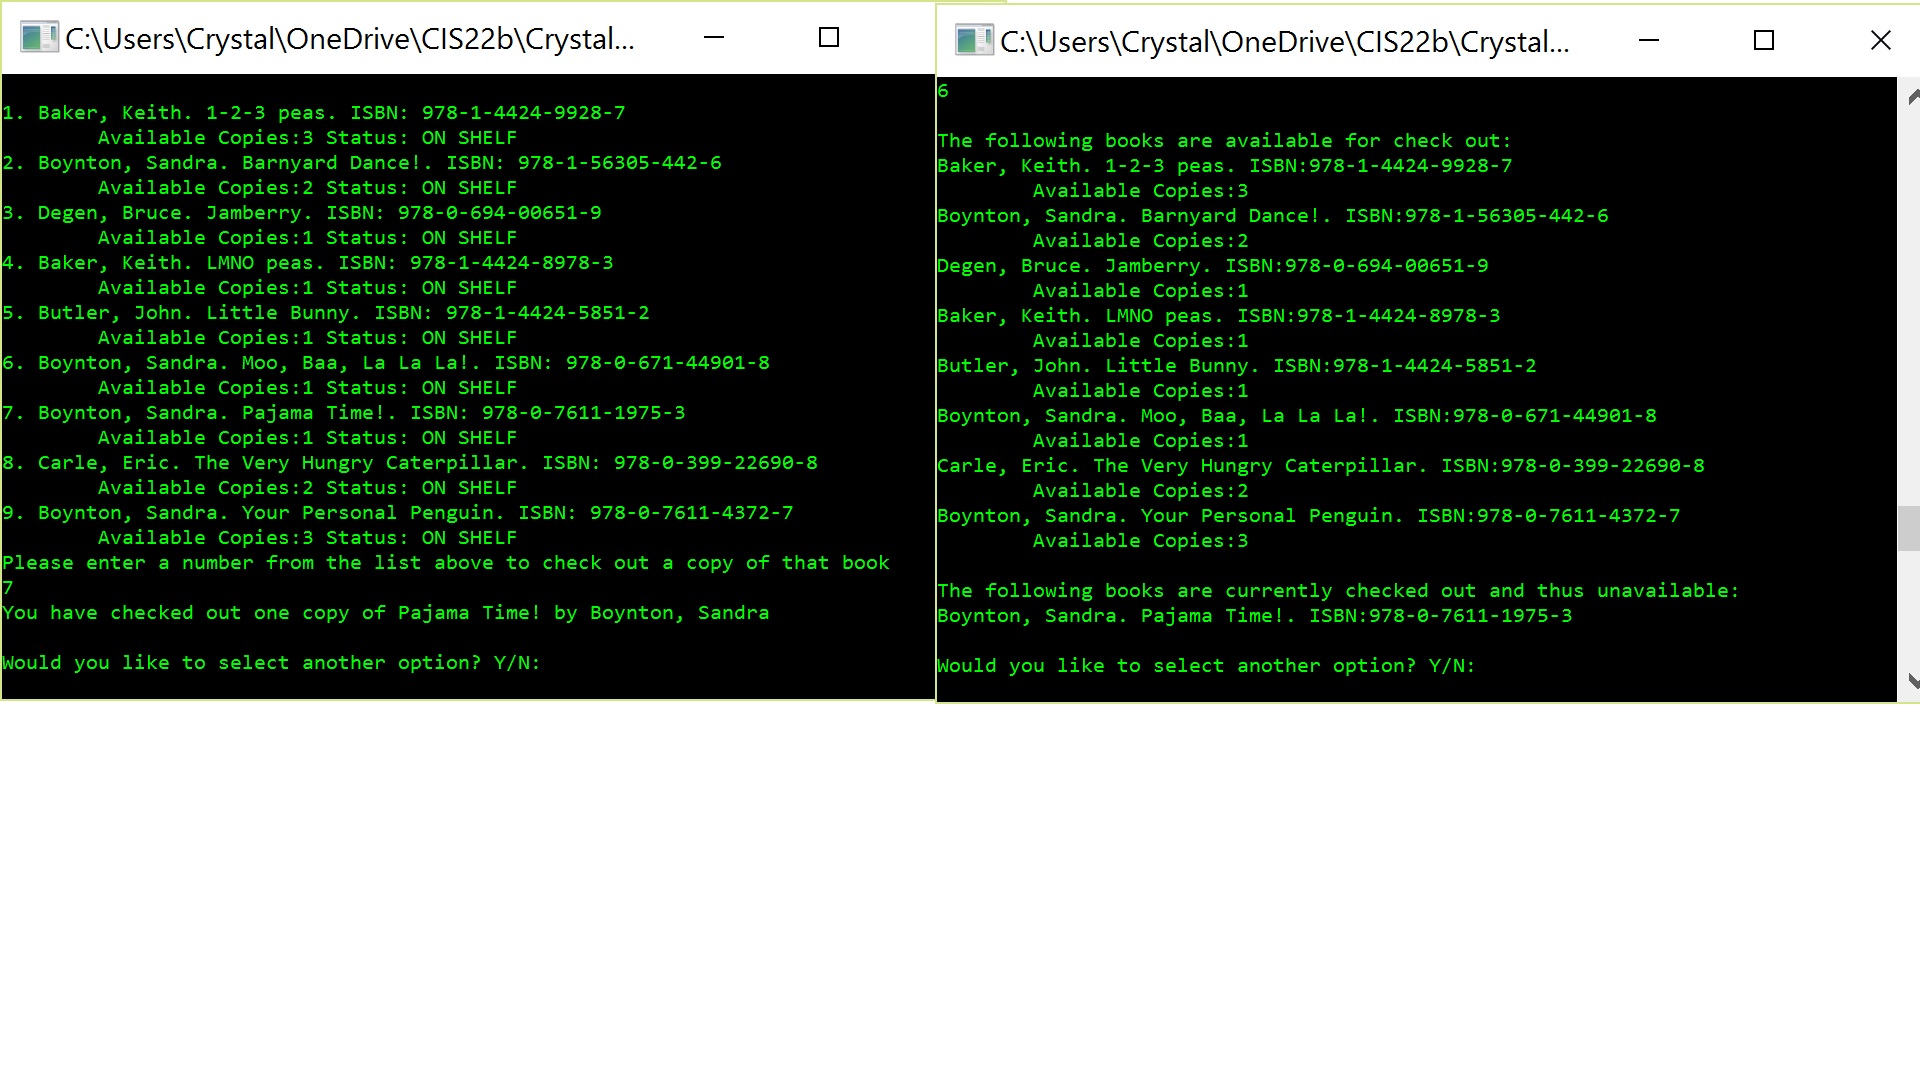 C:\Users\Crystal\OneDrive\CIS22b\Crystal...
1. Baker, Keith. 1-2-3 peas. ISBN: 978-1-4424-9928-7
Available Copies:3 Status: ON SHELF
2. Boynton, Sandra. Barnyard Dance!. ISBN: 978-1-56305-442-6
Available Copies:2 Status: ON SHELF
3. Degen, Bruce. Jamberry. ISBN: 978-0-694-00651-9
Available Copies:1 Status: ON SHELF
4. Baker, Keith. LMNO peas. ISBN: 978-1-4424-8978-3
Available Copies:1 Status: ON SHELF
5. Butler, John. Little Bunny. ISBN: 978-1-4424-5851-2
Available Copies:1 Status: ON SHELF
6. Boynton, Sandra. Moo, Baa, La La La!. ISBN: 978-0-671-44901-8
Available Copies:1 Status: ON SHELF
7. Boynton, Sandra. Pajama Time!. ISBN: 978-0-7611-1975-3
Available Copies:1 Status: ON SHELF
8. Carle, Eric. The Very Hungry Caterpillar. ISBN: 978-0-399-22690-8
Available Copies:2 Status: ON SHELF
9. Boynton, Sandra. Your Personal Penguin. ISBN: 978-0-7611-4372-7
Available Copies:3 Status: ON SHELF
Please enter a number from the list above to check out a copy of that book
7
You have checked out one copy of Pajama Time! by Boynton, Sandra
Would you like to select another option? Y/N:
C:\Users\Crystal\OneDrive\CIS22b\Crystal...
6
The following books are available for check out:
Baker, Keith. 1-2-3 peas. ISBN:978-1-4424-9928-7
Available Copies:3
Boynton, Sandra. Barnyard Dance!. ISBN:978-1-56305-442-6
Available Copies:2
Degen, Bruce. Jamberry. ISBN:978-0-694-00651-9
Available Copies:1
Baker, Keith. LMNO peas. ISBN:978-1-4424-8978-3
Available Copies:1
Butler, John. Little Bunny. ISBN:978-1-4424-5851-2
Available Copies:1
Boynton, Sandra. Moo, Baa, La La La!. ISBN:978-0-671-44901-8
Available Copies:1
Carle, Eric. The Very Hungry Caterpillar. ISBN:978-0-399-22690-8
Available Copies:2
Boynton, Sandra. Your Personal Penguin. ISBN:978-0-7611-4372-7
Available Copies:3
The following books are currently checked out and thus unavailable:
Boynton, Sandra. Pajama Time!. ISBN:978-0-7611-1975-3
Would you like to select another option? Y/N: